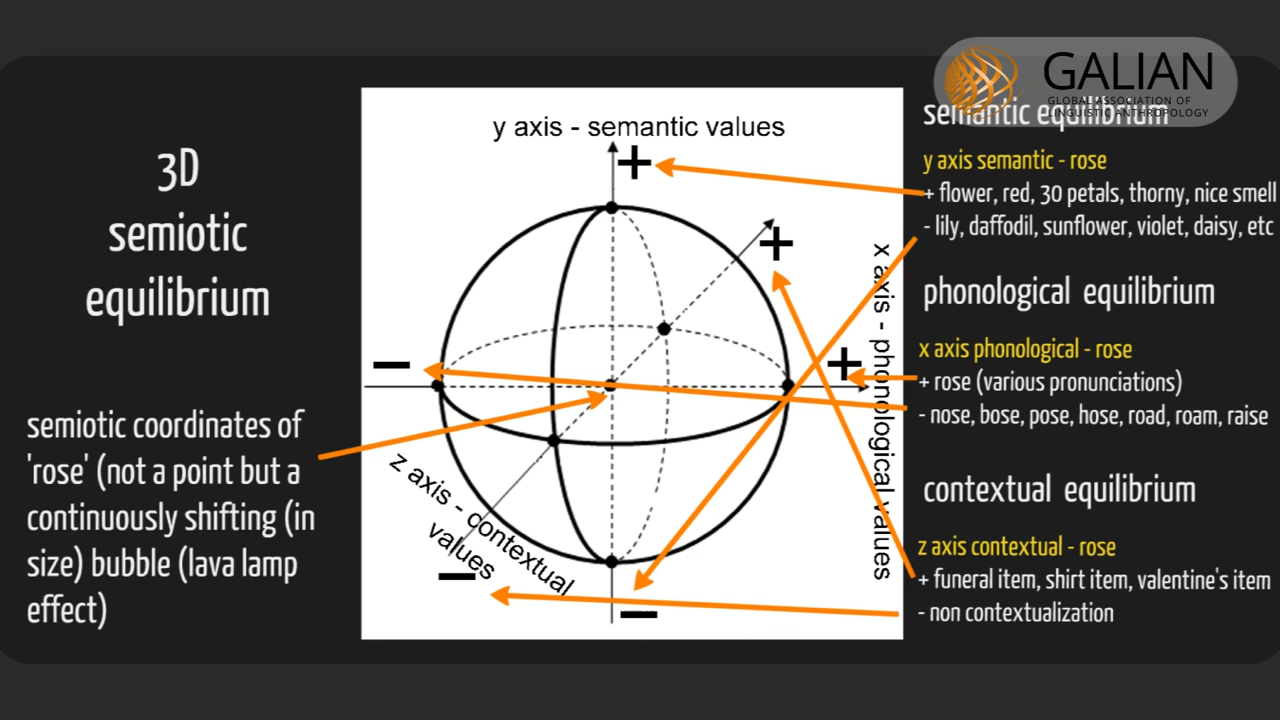 3D
semiotic
equilibrium
semiotic coordinates of
'rose' (not a point but a
continuously shifting (in
size) bubble (lava lamp
effect)
y axis - semantic values
+
+
x axis - phonological values
+
−
z axis - contextual
values
−
−
GALIAN
GLOBAL ASSOCIATION OF
LINGUISTIC ANTHROPOLOGY
semantic equilibrium
y axis semantic - rose
+ flower, red, 30 petals, thorny, nice smell
- lily, daffodil, sunflower, violet, daisy, etc
phonological equilibrium
x axis phonological - rose
+ rose (various pronunciations)
- nose, bose, pose, hose, road, roam, raise
contextual equilibrium
z axis contextual - rose
+ funeral item, shirt item, valentine's item
- non contextualization